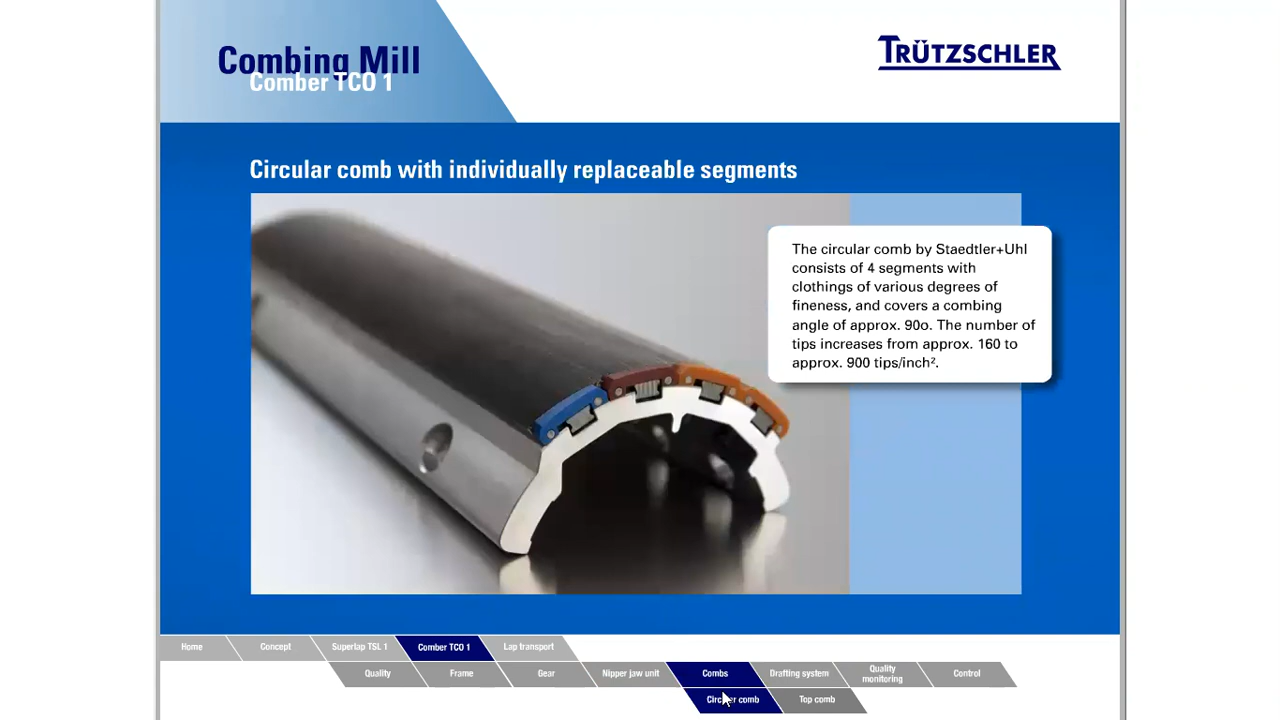 Combing Mill
Comber TCO 1
TRÜTZSCHLER
Circular comb with individually replaceable segments
The circular comb by Staedtler+Uhl
consists of 4 segments with
clothings of various degrees of
fineness, and covers a combing
angle of approx. 90o. The number of
tips increases from approx. 160 to
approx. 900 tips/inch².
Home
Concept
Superlap TSL 1
Comber TCO 1
Lap transport
Quality
Frame
Gear
Nipper jaw unit
Combs
Drafting system
Quality
monitoring
Control
Circular comb
Top comb